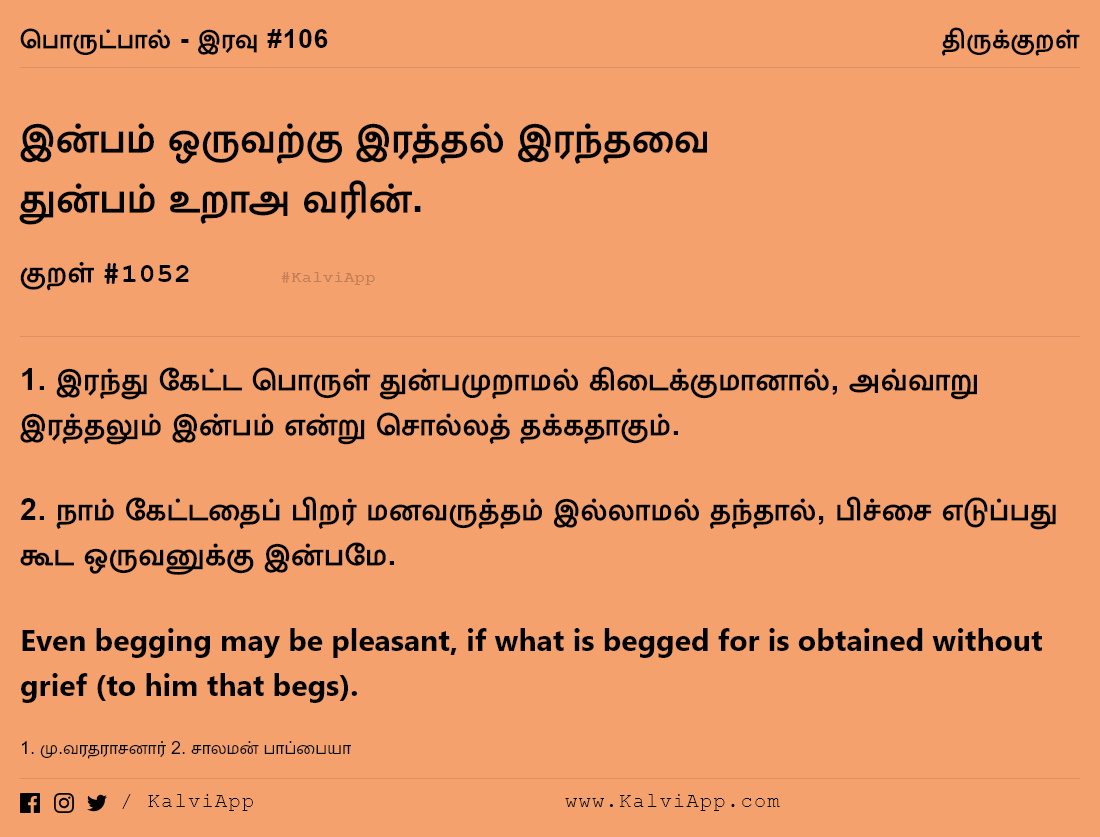 பொருட்பால் - இரவு #106 திருக்குறள்
இன்பம் ஒருவற்கு இரத்தல் இரந்தவை
துன்பம் உறாஅ வரின்.
குறள் #1052 #KalviApp
1. இரந்து கேட்ட பொருள் துன்பமுறாமல் கிடைக்குமானால், அவ்வாறு
இரத்தலும் இன்பம் என்று சொல்லத் தக்கதாகும்.
2. நாம் கேட்டதைப் பிறர் மனவருத்தம் இல்லாமல் தந்தால், பிச்சை எடுப்பது
கூட ஒருவனுக்கு இன்பமே.
Even begging may be pleasant, if what is begged for is obtained without
grief (to him that begs).
1. மு.வரதராசனார் 2. சாலமன் பாப்பையா
/ KalviApp www.KalviApp.com